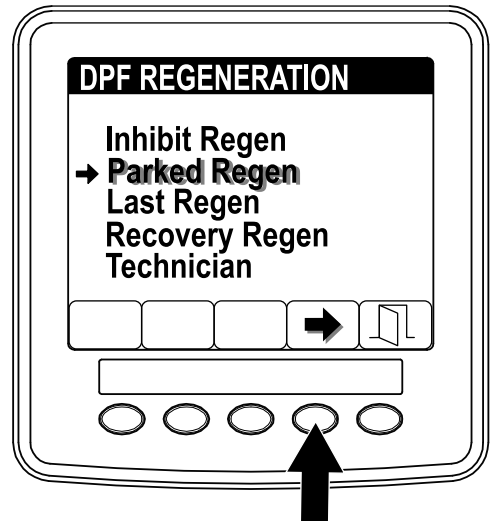 DPF REGENERATION
Inhibit Regen
Parked Regen
Last Regen
Recovery Regen
Technician